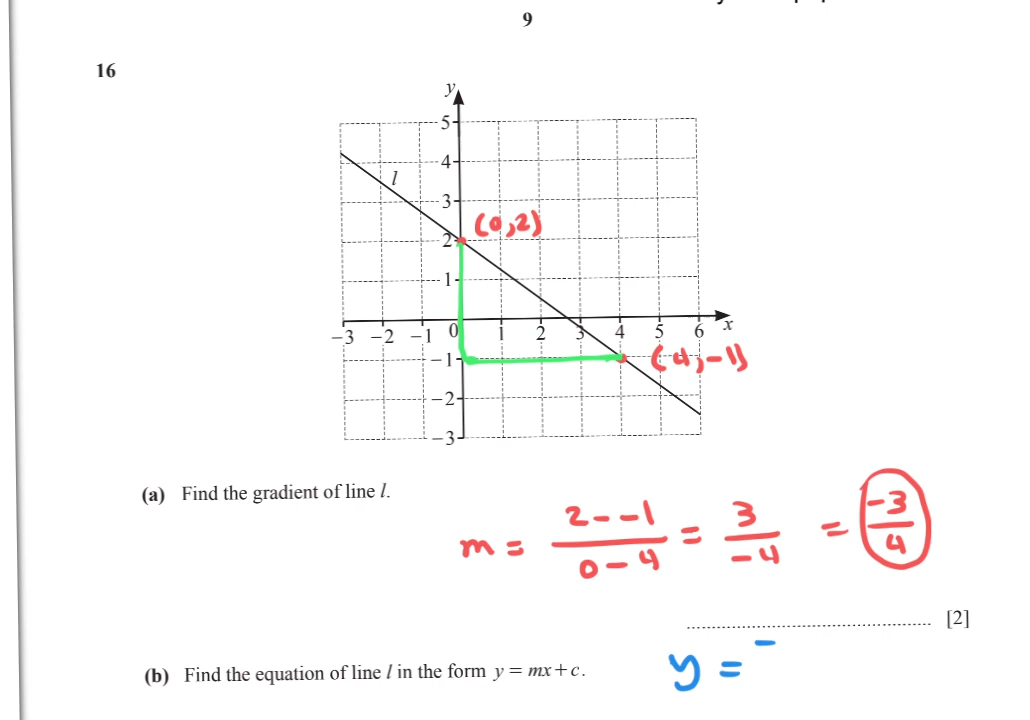 9
16
y
5
4
l
3
(0,2)
2
1
-3 -2 -1 0 1 2 3 4 5 6 x
-1 (4,-1)
-2
-3
(a) Find the gradient of line l.
m = 2--1/0-4 = 3/-4 = -3/4
[2]
(b) Find the equation of line l in the form y = mx + c.
y = -